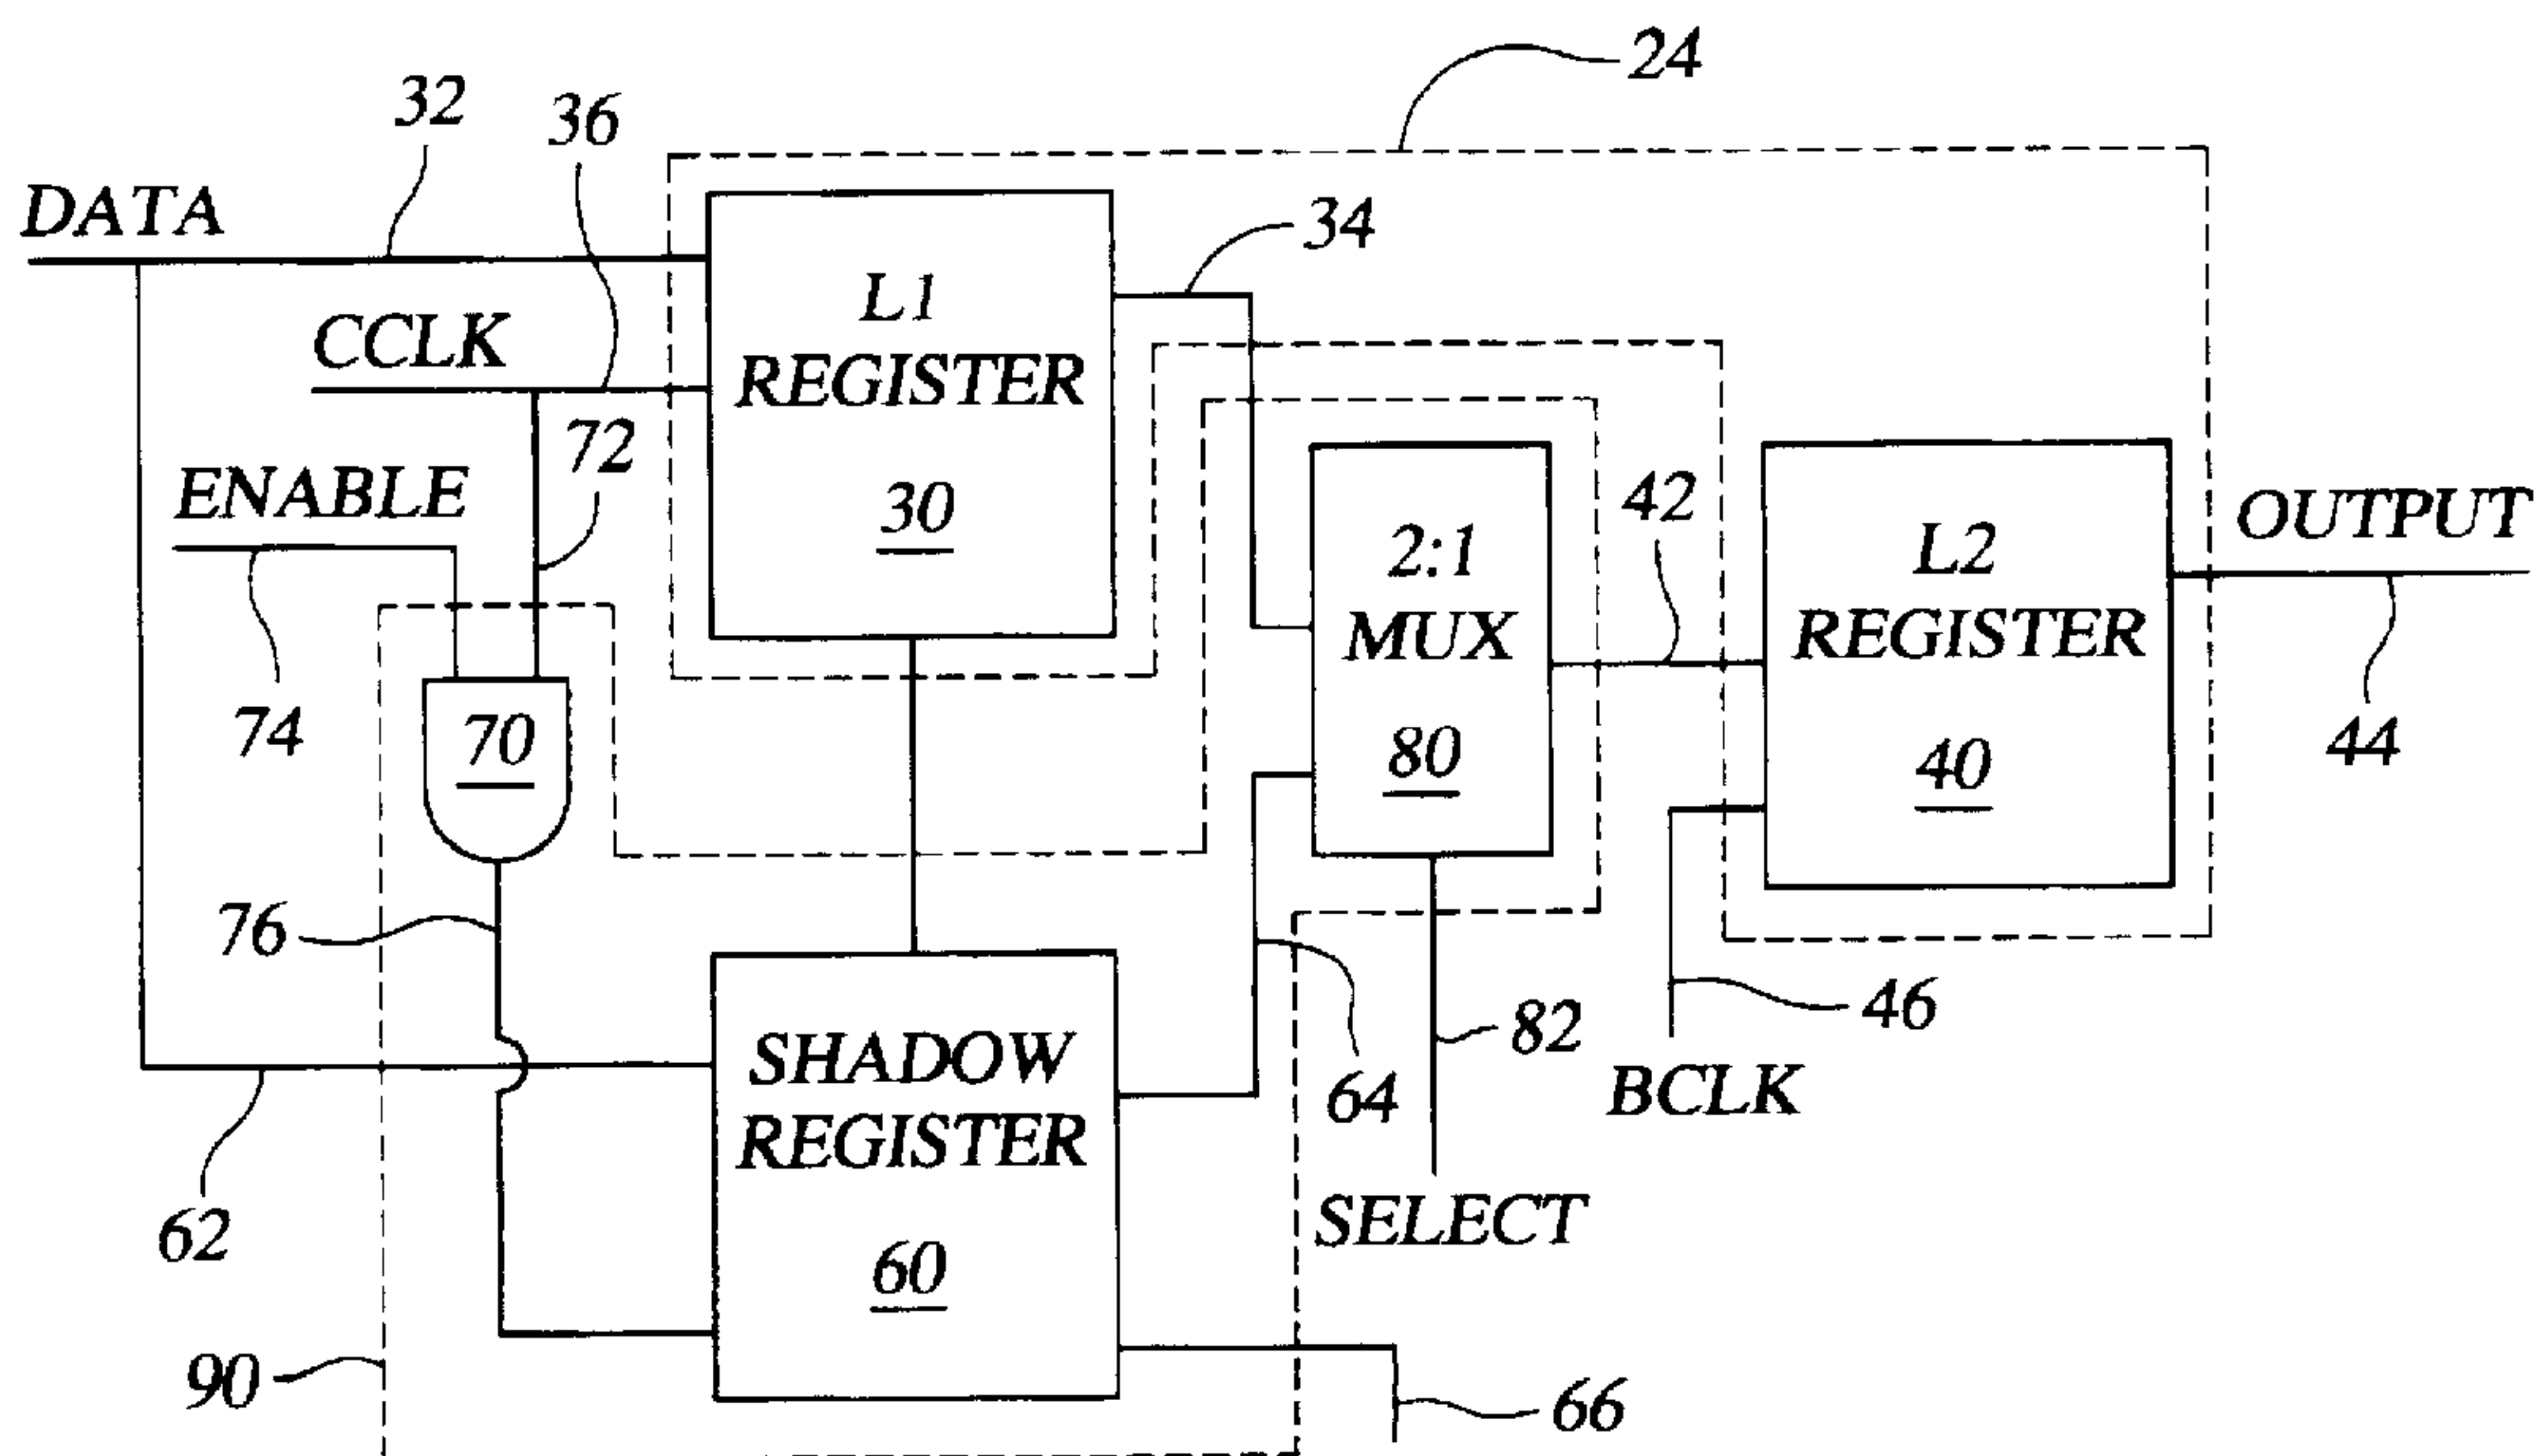 24
32
36
DATA
34
L1
REGISTER
30
CCLK
72
ENABLE
74
70
2:1
MUX
80
42
L2
REGISTER
40
OUTPUT
44
76
64
82
46
BCLK
SHADOW
REGISTER
60
62
SELECT
90
66